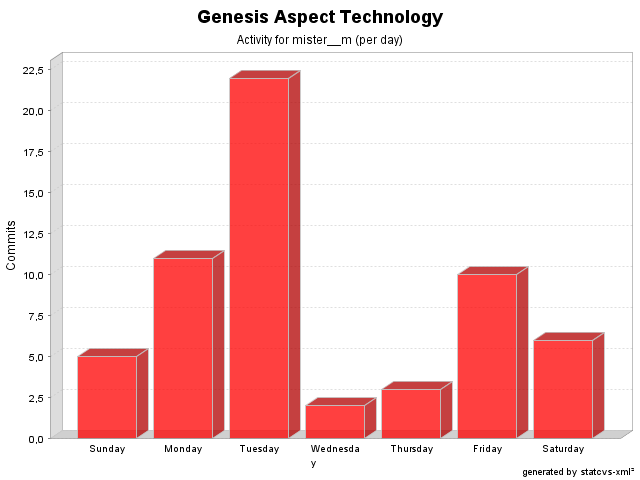 Genesis Aspect Technology
Activity for mister__m (per day)
Commits
22,5
20,0
17,5
15,0
12,5
10,0
7,5
5,0
2,5
0,0
Sunday Monday Tuesday Wednesda Thursday Friday Saturday
y
generated by statcvs-xml²